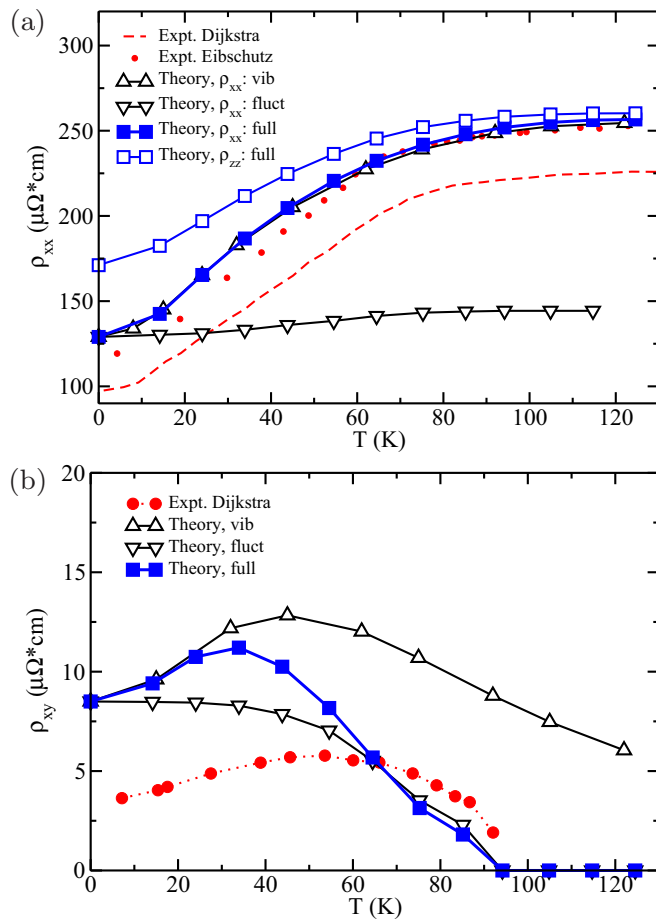 (a)
300
250
200
150
100
ρxx (μΩ*cm)
Expt. Dijkstra
Expt. Eibschutz
Theory, ρxx: vib
Theory, ρxx: fluct
Theory, ρxx: full
Theory, ρzz: full
0 20 40 60 80 100 120
T (K)
(b)
20
15
10
5
0
ρxy (μΩ*cm)
Expt. Dijkstra
Theory, vib
Theory, fluct
Theory, full
0 20 40 60 80 100 120
T (K)